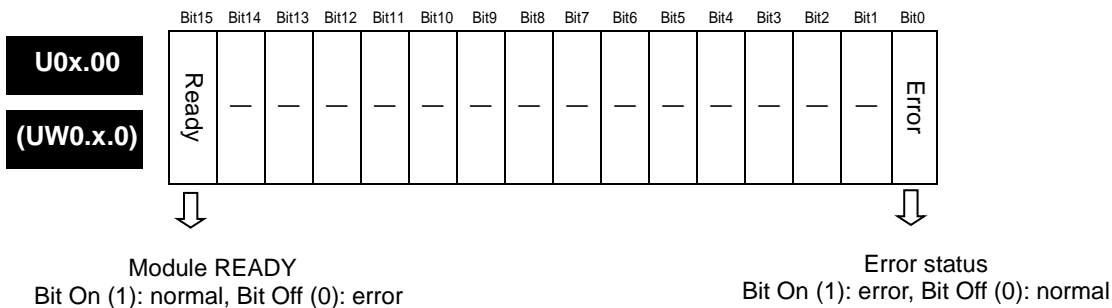 Bit15 Bit14 Bit13 Bit12 Bit11 Bit10 Bit9 Bit8 Bit7 Bit6 Bit5 Bit4 Bit3 Bit2 Bit1 Bit0
U0x.00
(UW0.x.0)
Ready — — — — — — — — — — — — — — Error
Module READY
Bit On (1): normal, Bit Off (0): error
Error status
Bit On (1): error, Bit Off (0): normal